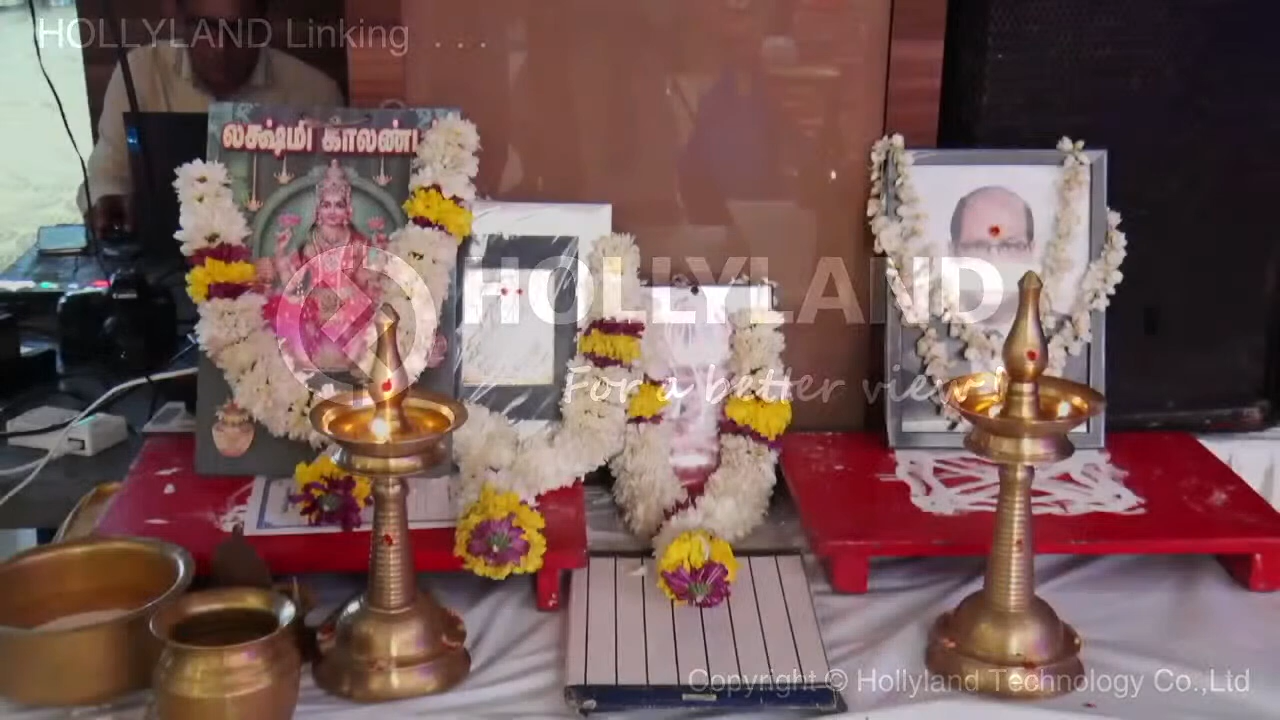 HOLLYLAND Linking ...
லக்ஷ்மி காலண்ட
HOLLYLAND
For a better view!
Copyright © Hollyland Technology Co.,Ltd